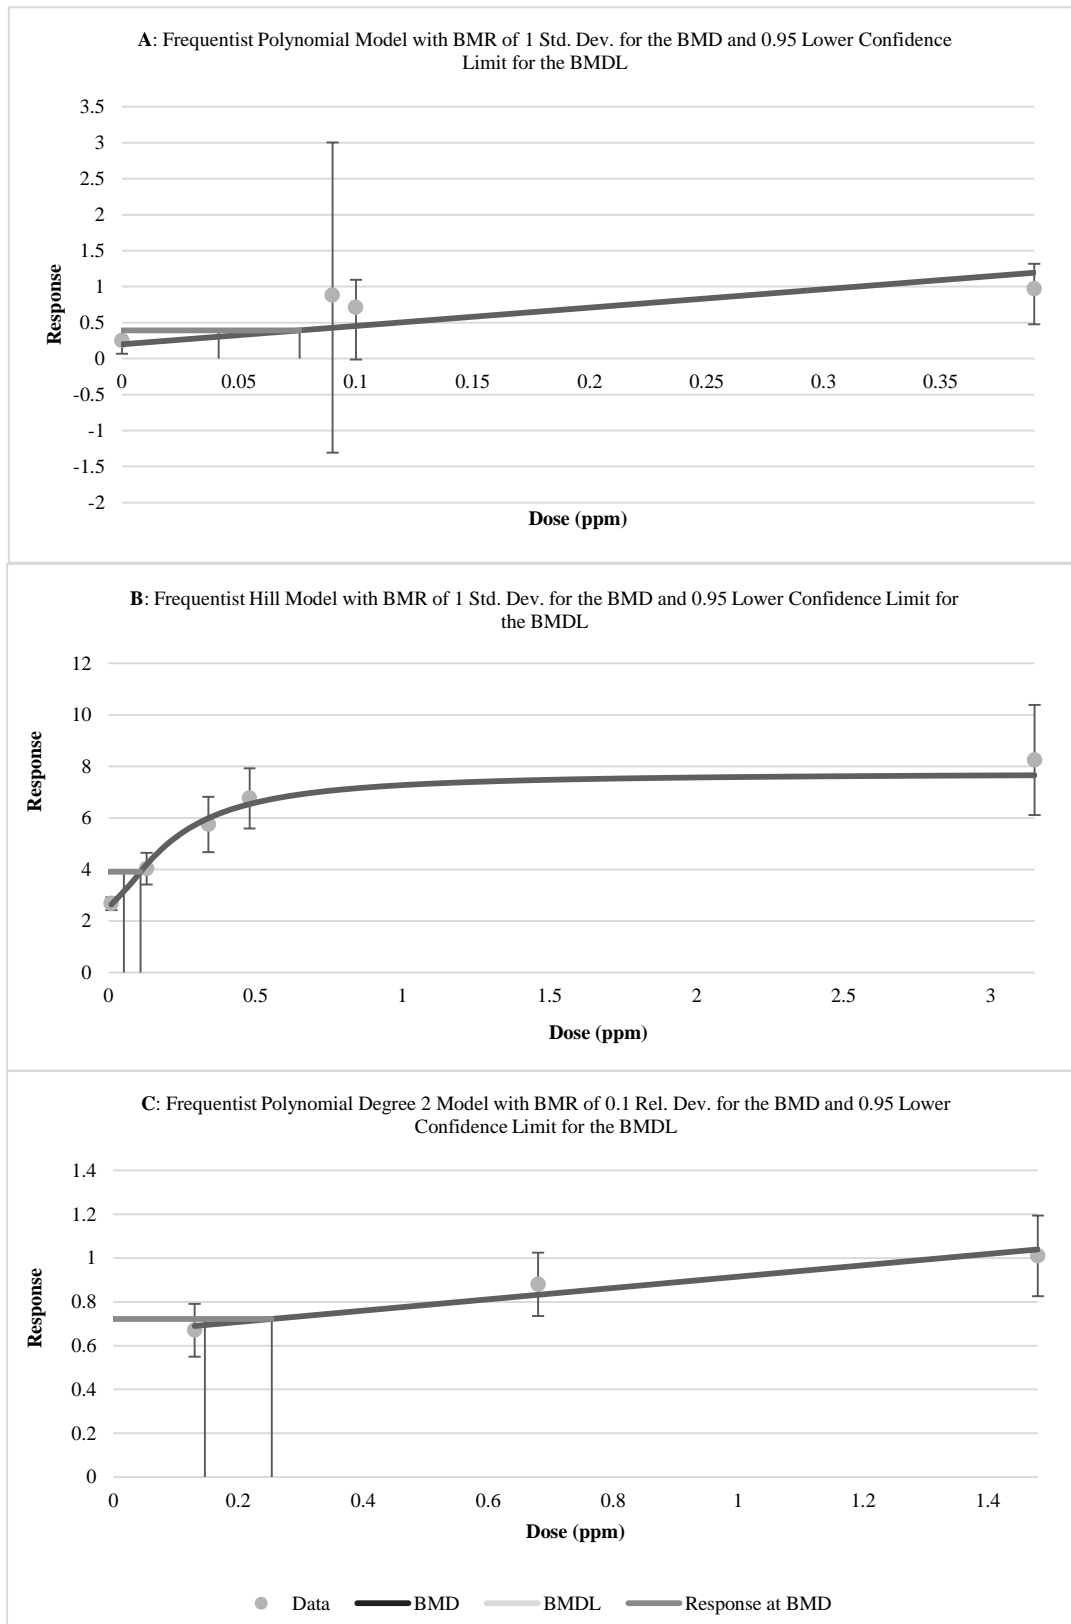 A: Frequentist Polynomial Model with BMR of 1 Std. Dev. for the BMD and 0.95 Lower Confidence
Limit for the BMDL
3.5
3
2.5
2
1.5
1
0.5
0
-0.5
-1
-1.5
-2
Response
0 0.05 0.1 0.15 0.2 0.25 0.3 0.35
Dose (ppm)
B: Frequentist Hill Model with BMR of 1 Std. Dev. for the BMD and 0.95 Lower Confidence Limit for
the BMDL
12
10
8
6
4
2
0
Response
0 0.5 1 1.5 2 2.5 3
Dose (ppm)
C: Frequentist Polynomial Degree 2 Model with BMR of 0.1 Rel. Dev. for the BMD and 0.95 Lower
Confidence Limit for the BMDL
1.4
1.2
1
0.8
0.6
0.4
0.2
0
Response
0 0.2 0.4 0.6 0.8 1 1.2 1.4
Dose (ppm)
Data BMD BMDL Response at BMD